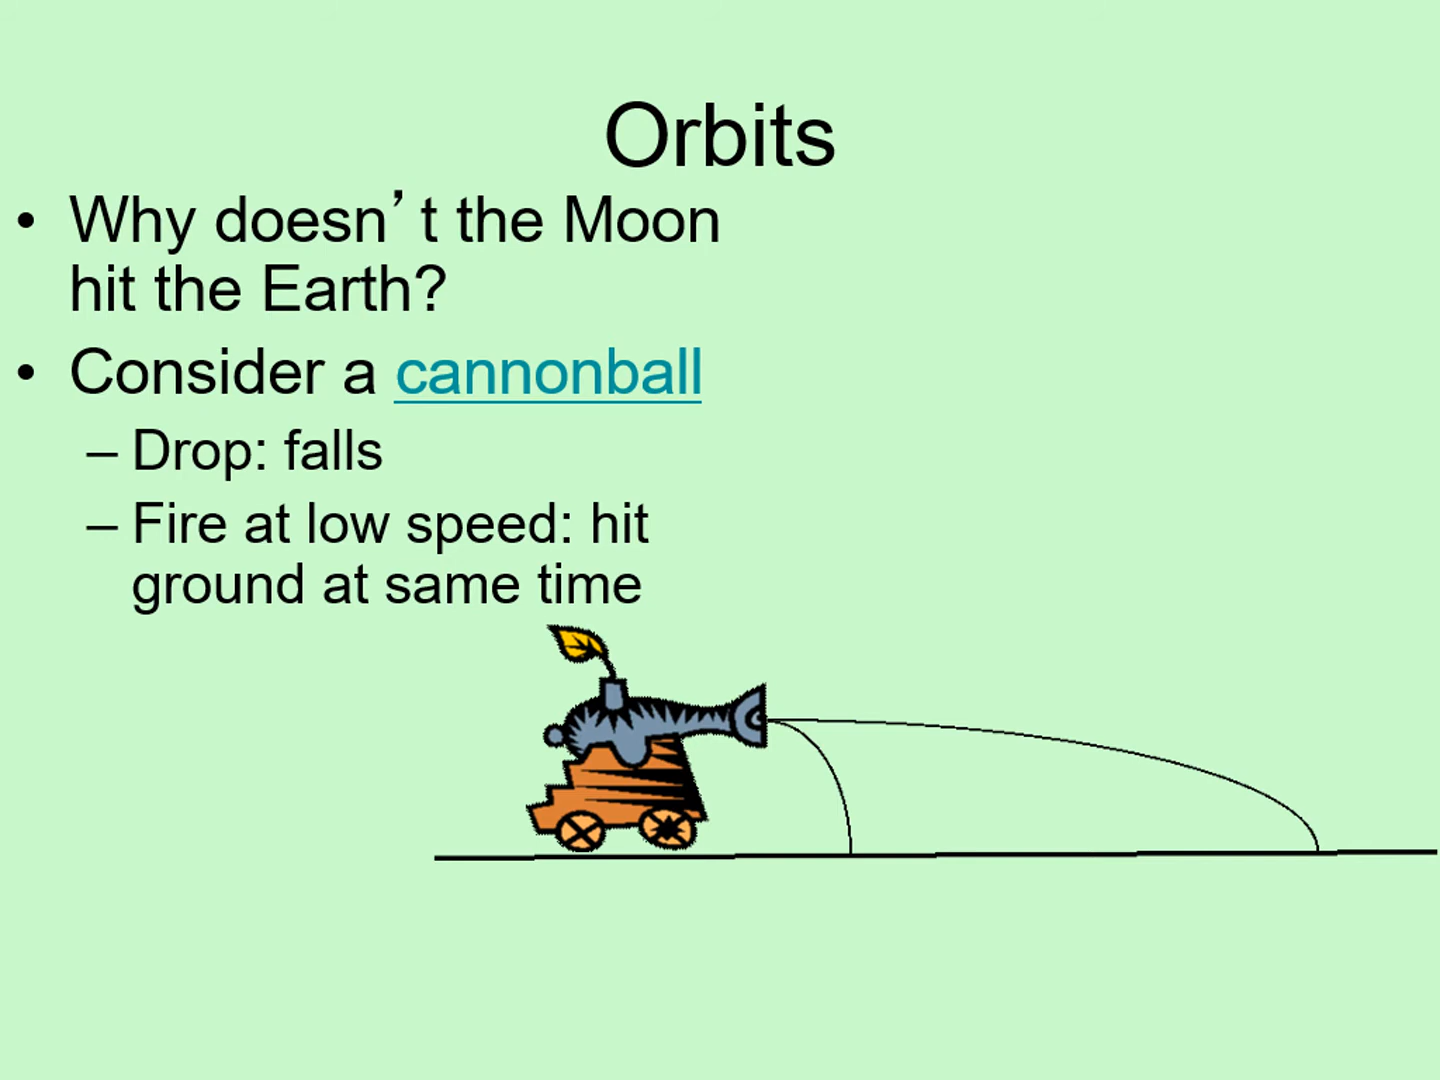 Orbits
• Why doesn’t the Moon
hit the Earth?
• Consider a cannonball
– Drop: falls
– Fire at low speed: hit
ground at same time